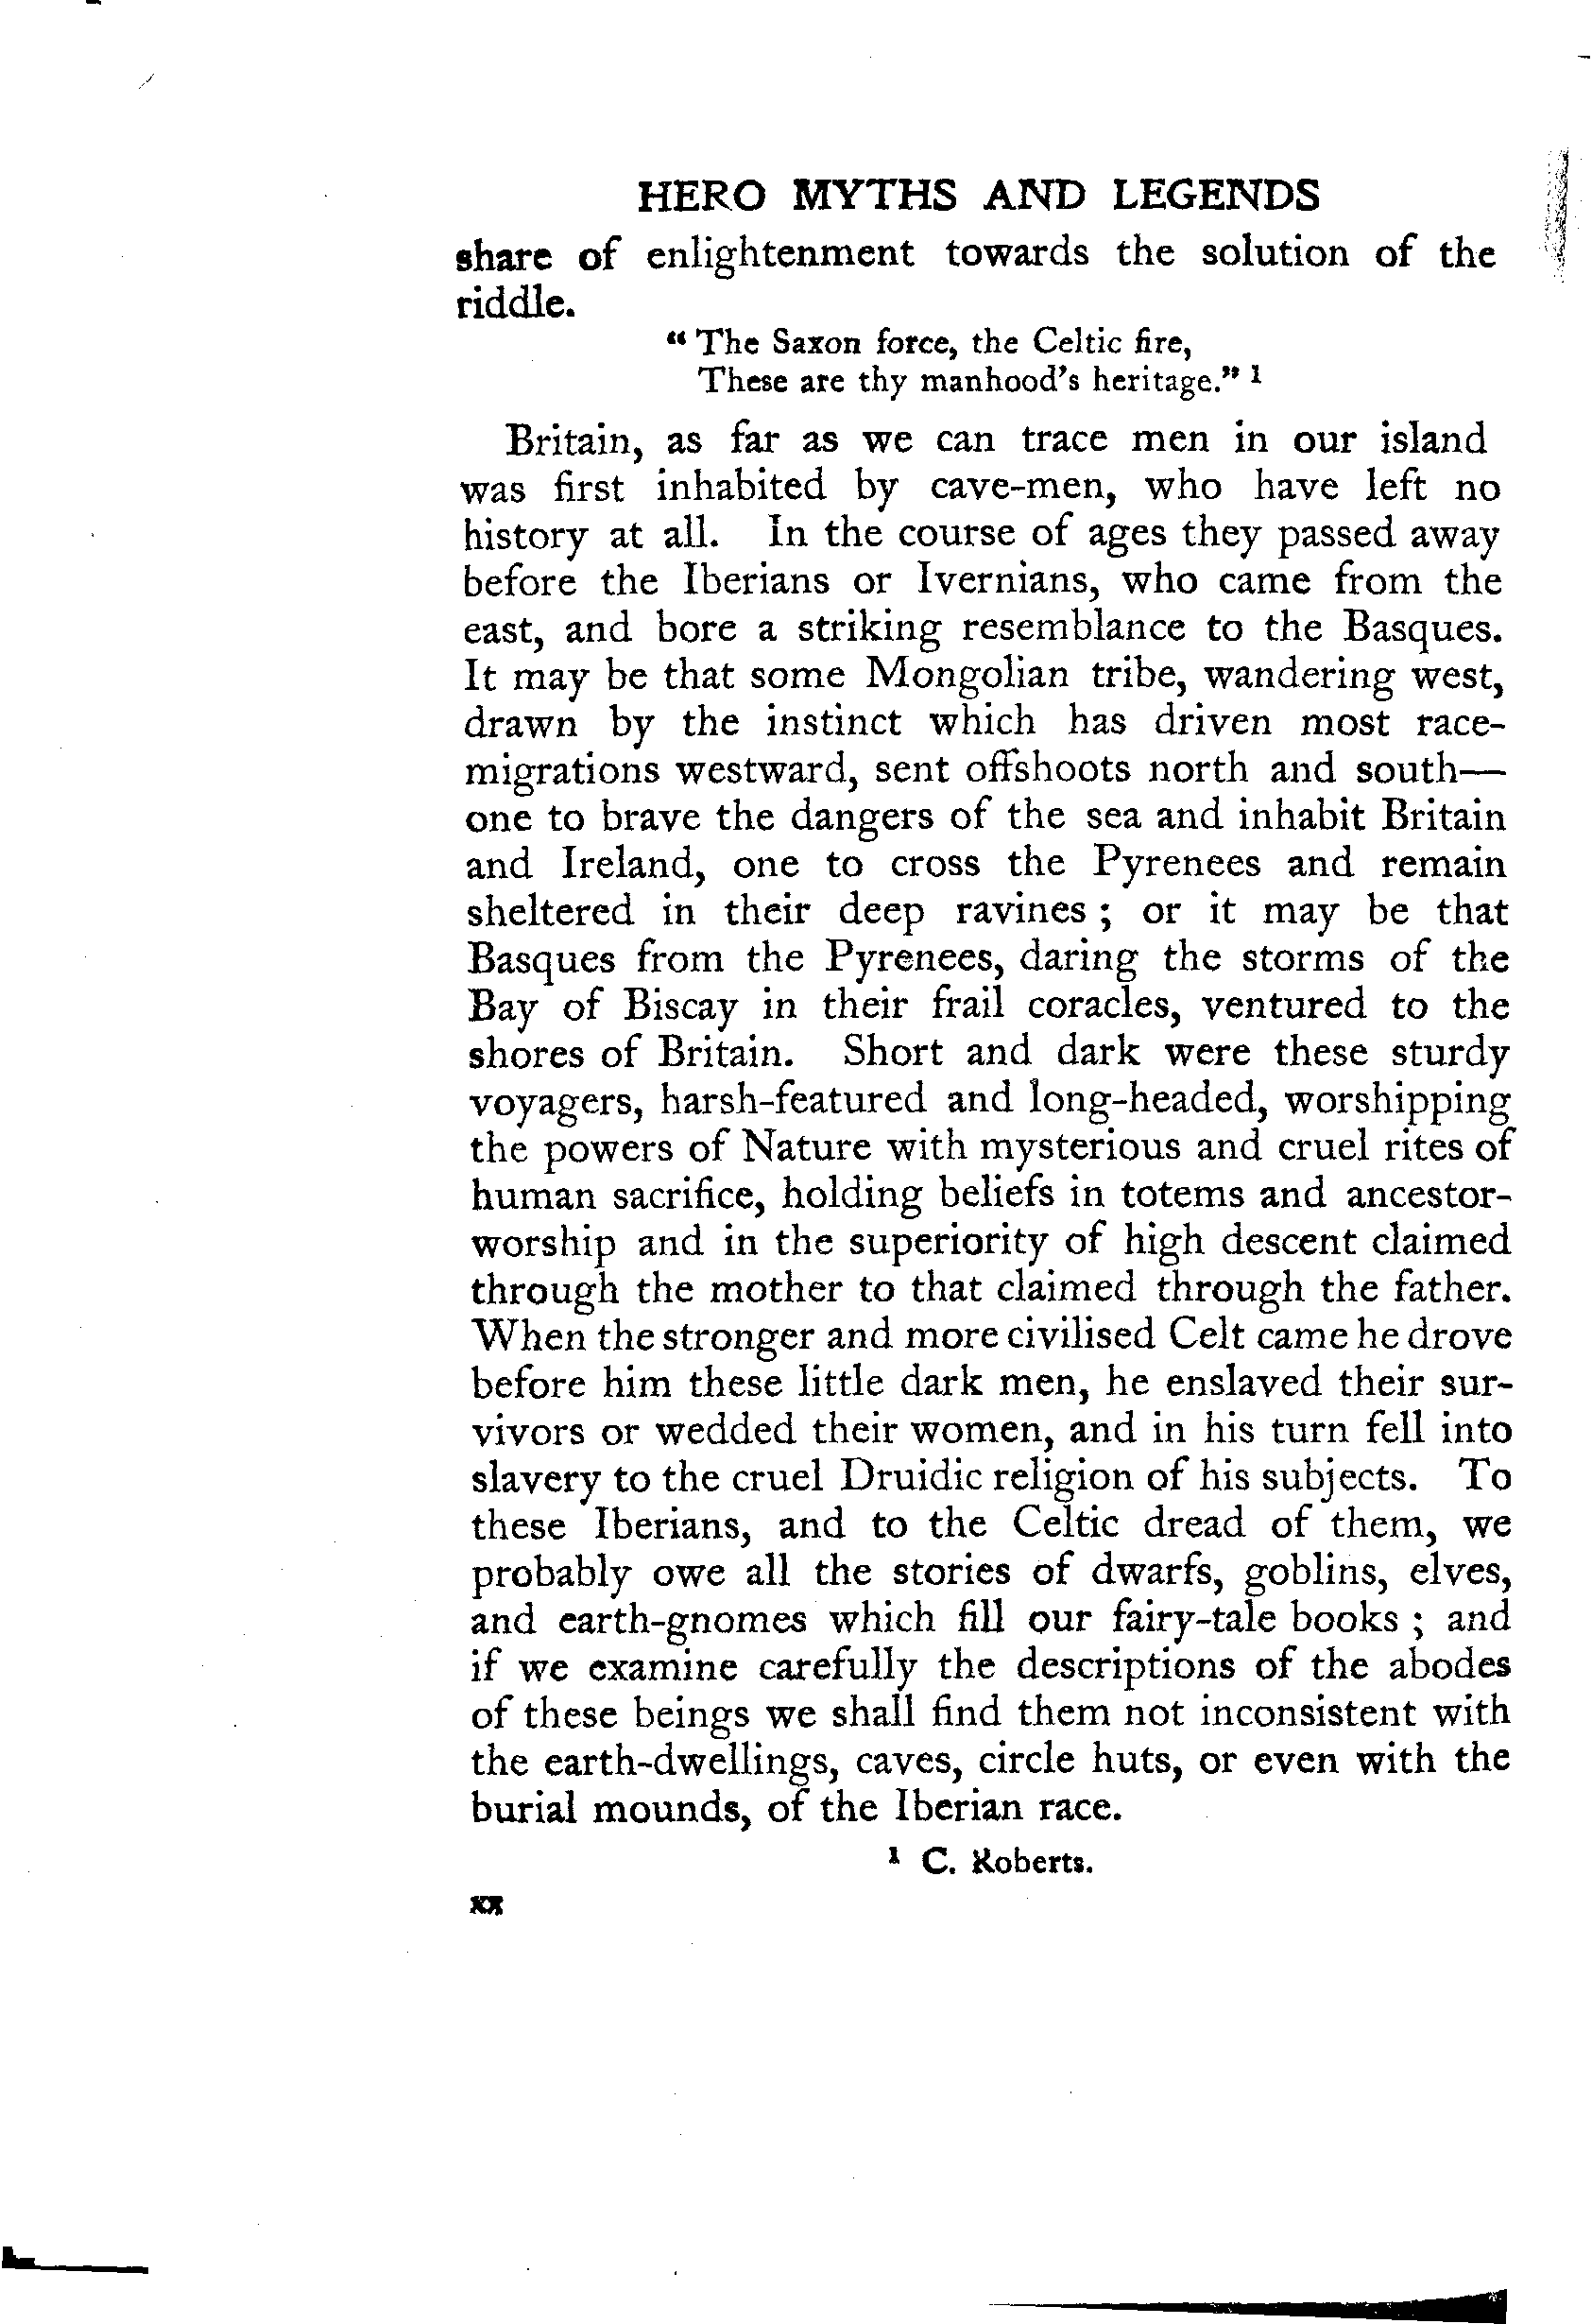 HERO MYTHS AND LEGENDS
share of enlightenment towards the solution of the
riddle.
“ The Saxon force, the Celtic fire,
These are thy manhood's heritage.” 1
Britain, as far as we can trace men in our island
was first inhabited by cave-men, who have left no
history at all. In the course of ages they passed away
before the Iberians or Ivernians, who came from the
east, and bore a striking resemblance to the Basques.
It may be that some Mongolian tribe, wandering west,
drawn by the instinct which has driven most race-
migrations westward, sent offshoots north and south—
one to brave the dangers of the sea and inhabit Britain
and Ireland, one to cross the Pyrenees and remain
sheltered in their deep ravines ; or it may be that
Basques from the Pyrenees, daring the storms of the
Bay of Biscay in their frail coracles, ventured to the
shores of Britain. Short and dark were these sturdy
voyagers, harsh-featured and long-headed, worshipping
the powers of Nature with mysterious and cruel rites of
human sacrifice, holding beliefs in totems and ancestor-
worship and in the superiority of high descent claimed
through the mother to that claimed through the father.
When the stronger and more civilised Celt came he drove
before him these little dark men, he enslaved their sur-
vivors or wedded their women, and in his turn fell into
slavery to the cruel Druidic religion of his subjects. To
these Iberians, and to the Celtic dread of them, we
probably owe all the stories of dwarfs, goblins, elves,
and earth-gnomes which fill our fairy-tale books ; and
if we examine carefully the descriptions of the abodes
of these beings we shall find them not inconsistent with
the earth-dwellings, caves, circle huts, or even with the
burial mounds, of the Iberian race.
1 C. Roberts.
xx